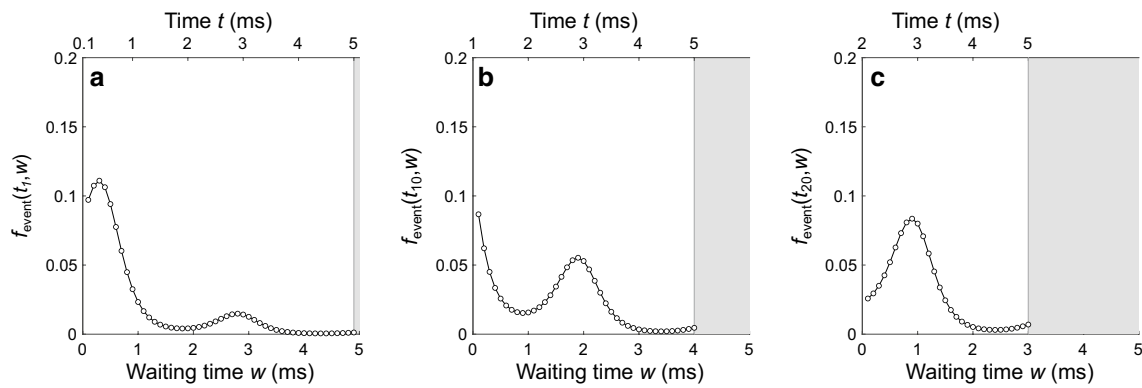 Time t (ms)
0.1 1 2 3 4 5
a
0.2
0.15
0.1
0.05
0
f_event(t_1,w)
0 1 2 3 4 5
Waiting time w (ms)
Time t (ms)
1 2 3 4 5
b
0.2
0.15
0.1
0.05
0
f_event(t_10,w)
0 1 2 3 4 5
Waiting time w (ms)
Time t (ms)
2 3 4 5
c
0.2
0.15
0.1
0.05
0
f_event(t_20,w)
0 1 2 3 4 5
Waiting time w (ms)